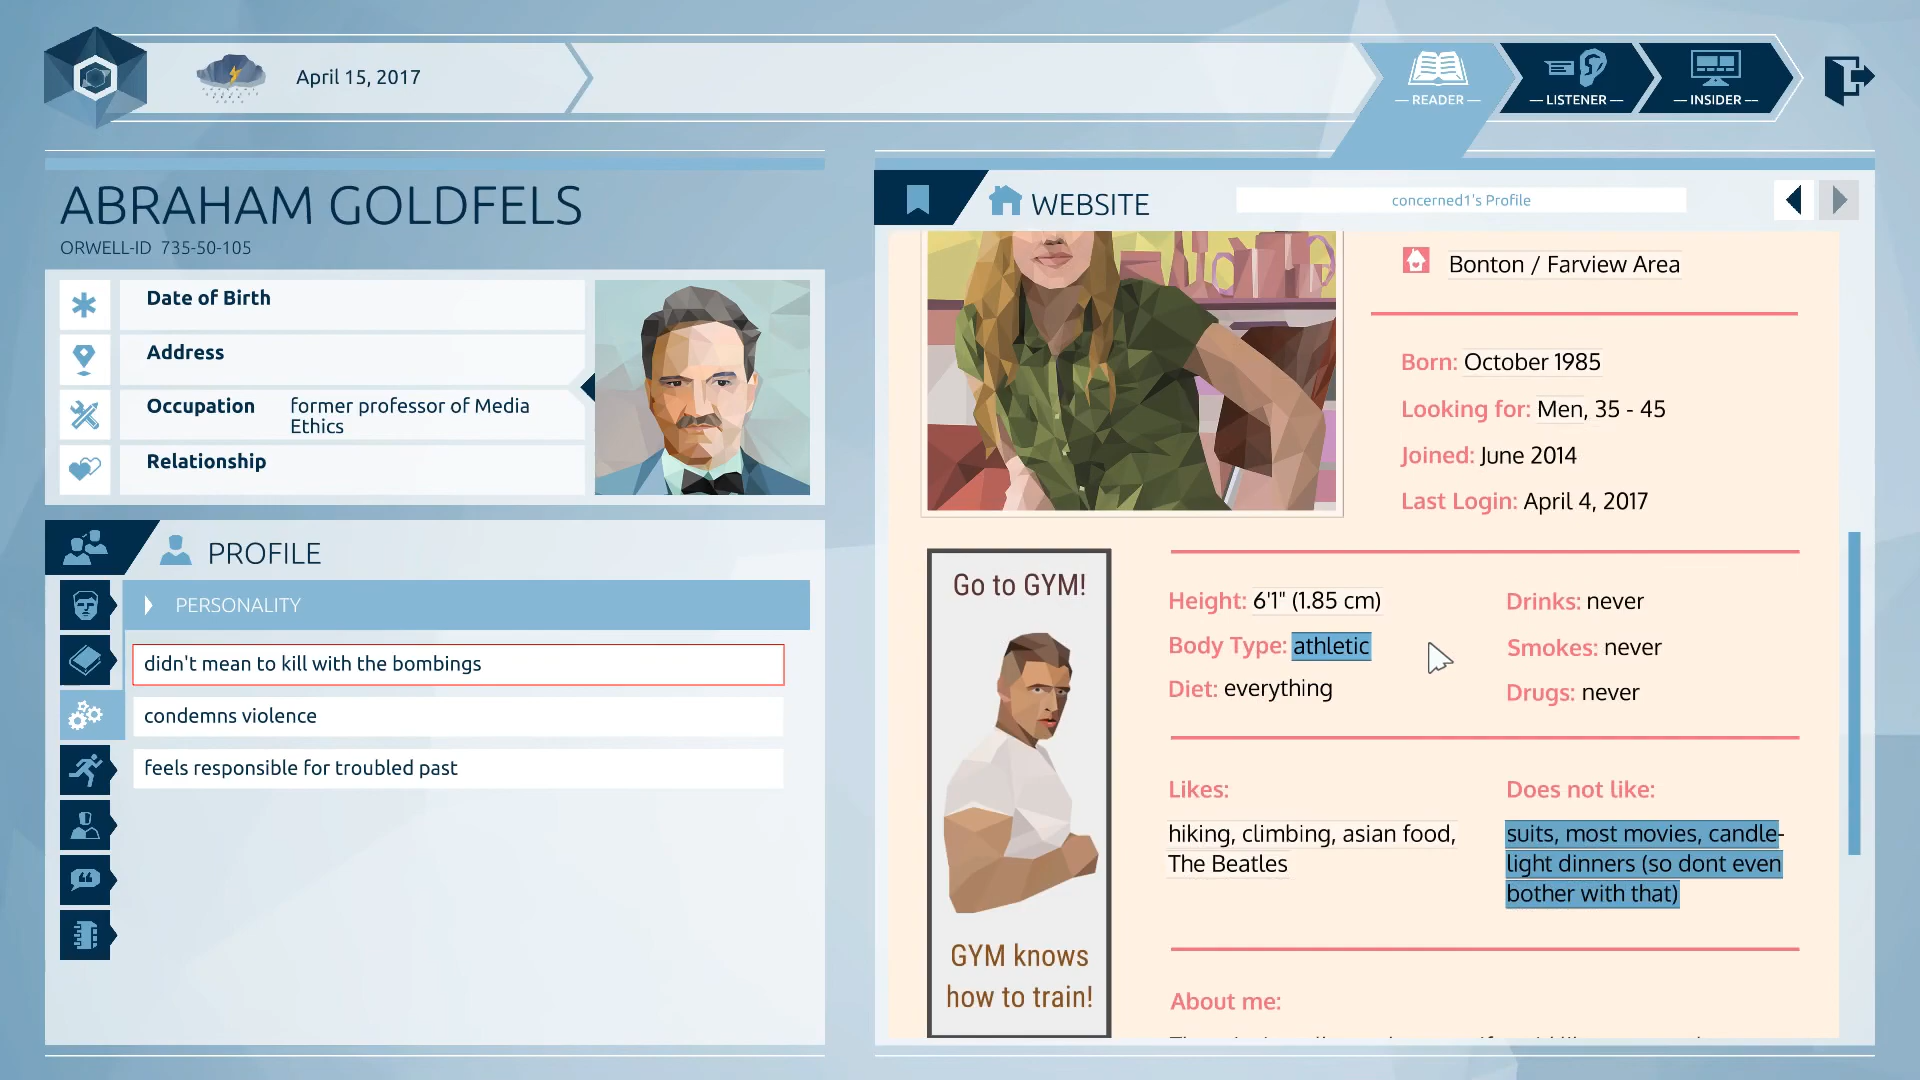 April 15, 2017
READER
LISTENER
INSIDER
ABRAHAM GOLDFELS
ORWELL-ID 735-50-105
Date of Birth
Address
Occupation former professor of Media
Ethics
Relationship
PROFILE
PERSONALITY
didn't mean to kill with the bombings
condemns violence
feels responsible for troubled past
WEBSITE
concerned1's Profile
Bonton / Farview Area
Born: October 1985
Looking for: Men, 35 - 45
Joined: June 2014
Last Login: April 4, 2017
Go to GYM!
GYM knows
how to train!
Height: 6'1" (1.85 cm)
Body Type: athletic
Diet: everything
Drinks: never
Smokes: never
Drugs: never
Likes:
hiking, climbing, asian food,
The Beatles
Does not like:
suits, most movies, candle-
light dinners (so dont even
bother with that)
About me: